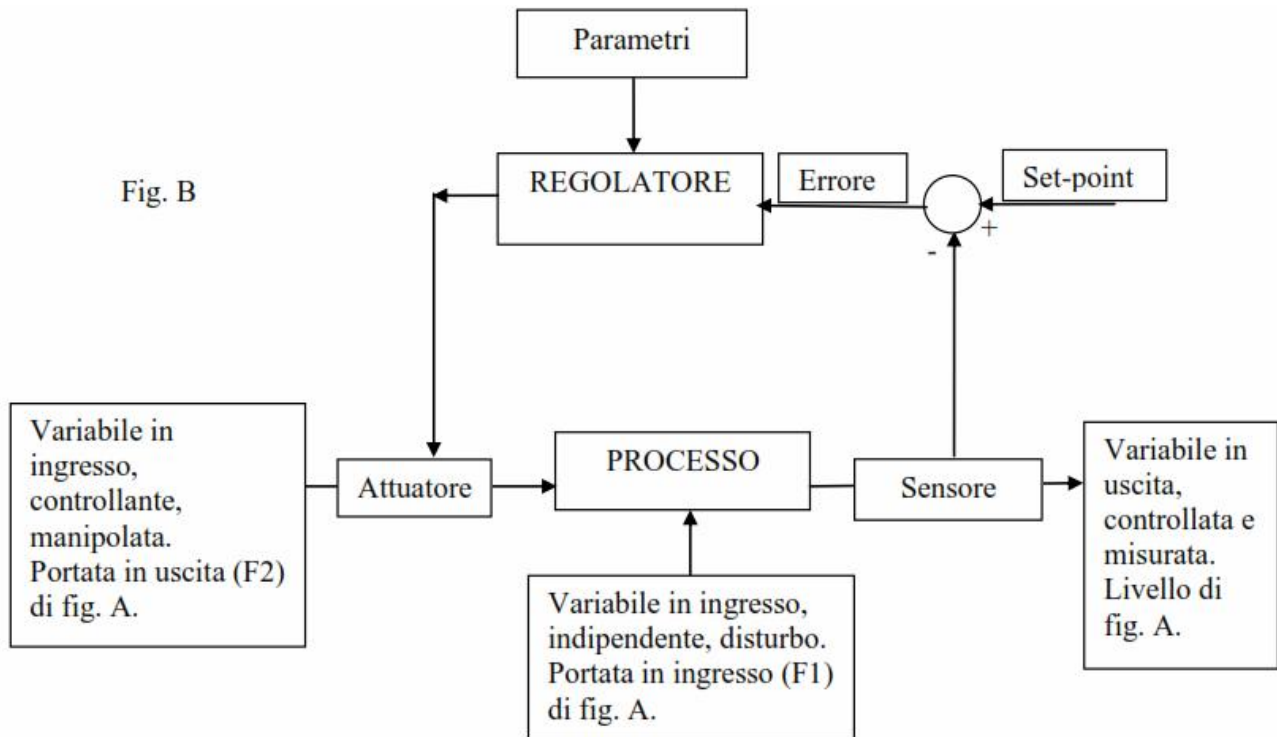 Parametri
Fig. B
REGOLATORE
Errore
Set-point
+
-
Variabile in
ingresso,
controllante,
manipolata.
Portata in uscita (F2)
di fig. A.
Attuatore
PROCESSO
Sensore
Variabile in
uscita,
controllata e
misurata.
Livello di
fig. A.
Variabile in ingresso,
indipendente, disturbo.
Portata in ingresso (F1)
di fig. A.